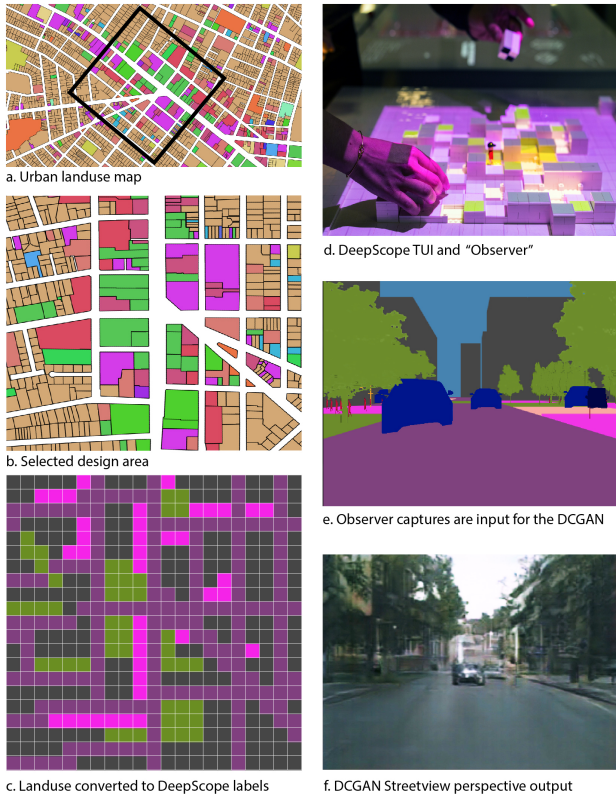 a. Urban landuse map
b. Selected design area
c. Landuse converted to DeepScope labels
d. DeepScope TUI and “Observer”
e. Observer captures are input for the DCGAN
f. DCGAN Streetview perspective output